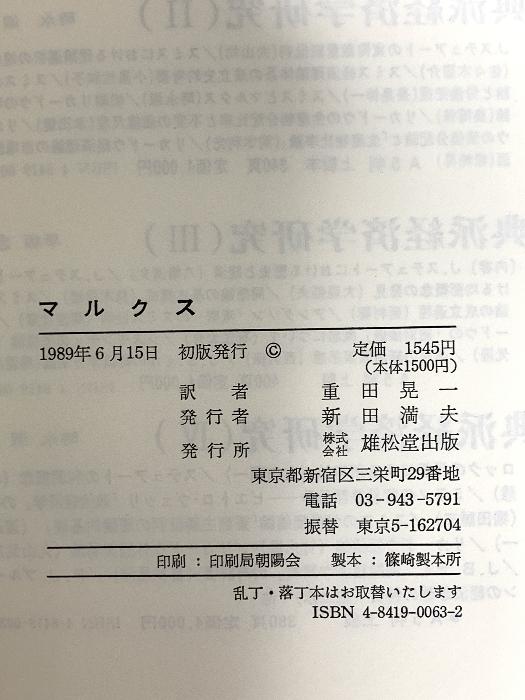 マルクス
1989年6月15日 初版発行 © 定価 1545円
(本体1500円)
訳者 重田晃一
発行者 新田満夫
発行所 株式会社 雄松堂出版
東京都新宿区三栄町29番地
電話 03-943-5791
振替 東京5-162704
印刷：印刷局朝陽会 製本：篠崎製本所
乱丁・落丁本はお取替いたします
ISBN 4-8419-0063-2